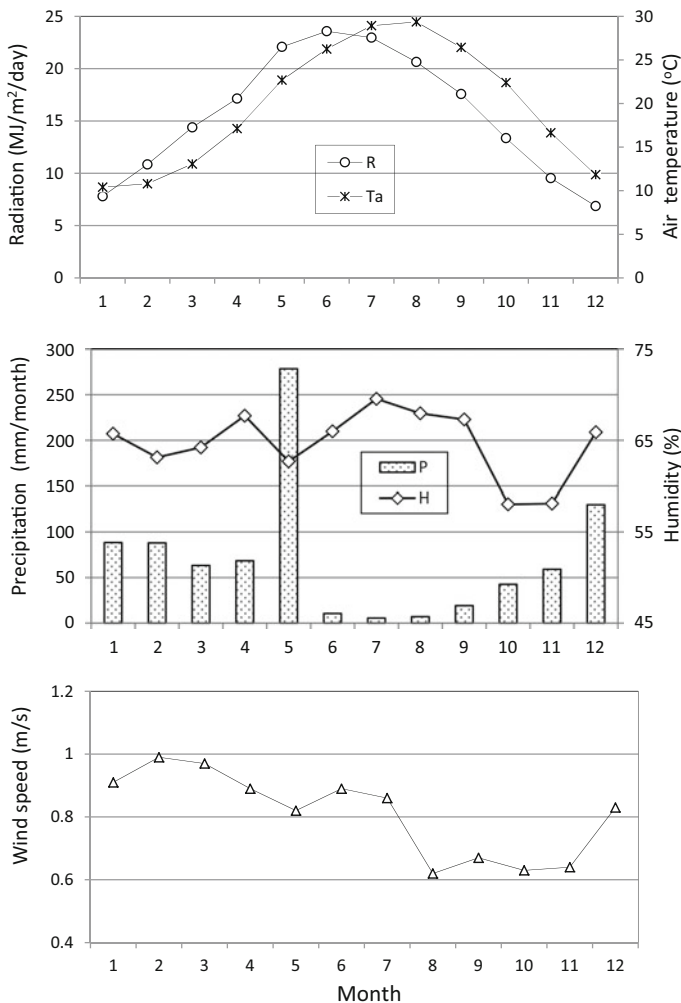 Radiation (MJ/m²/day)
25
20
15
10
5
0
R
Ta
30
25
20
15
10
5
0
Air temperature (°C)
1 2 3 4 5 6 7 8 9 10 11 12
Precipitation (mm/month)
300
250
200
150
100
50
0
P
H
75
65
55
45
Humidity (%)
1 2 3 4 5 6 7 8 9 10 11 12
Wind speed (m/s)
1.2
1
0.8
0.6
0.4
1 2 3 4 5 6 7 8 9 10 11 12
Month